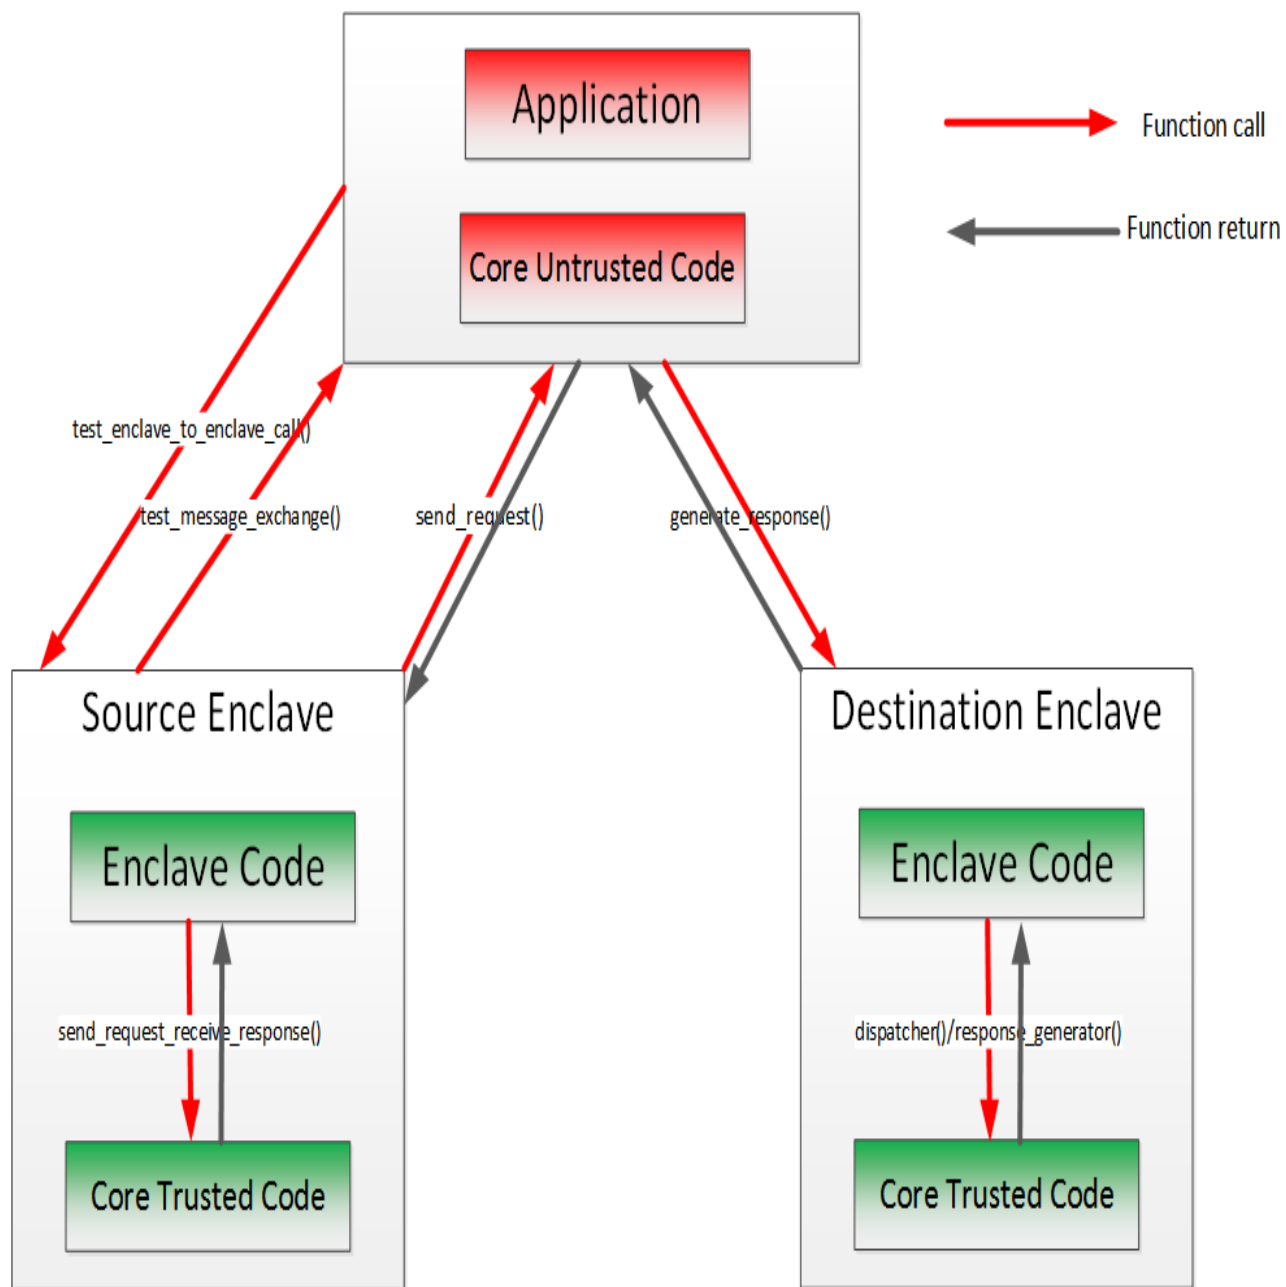 Application
Function call
Core Untrusted Code
Function return
test_enclave_to_enclave_call()
test_message_exchange()
send_request()
generate_response()
Source Enclave
Destination Enclave
Enclave Code
Enclave Code
send_request_receive_response()
dispatcher()/response_generator()
Core Trusted Code
Core Trusted Code